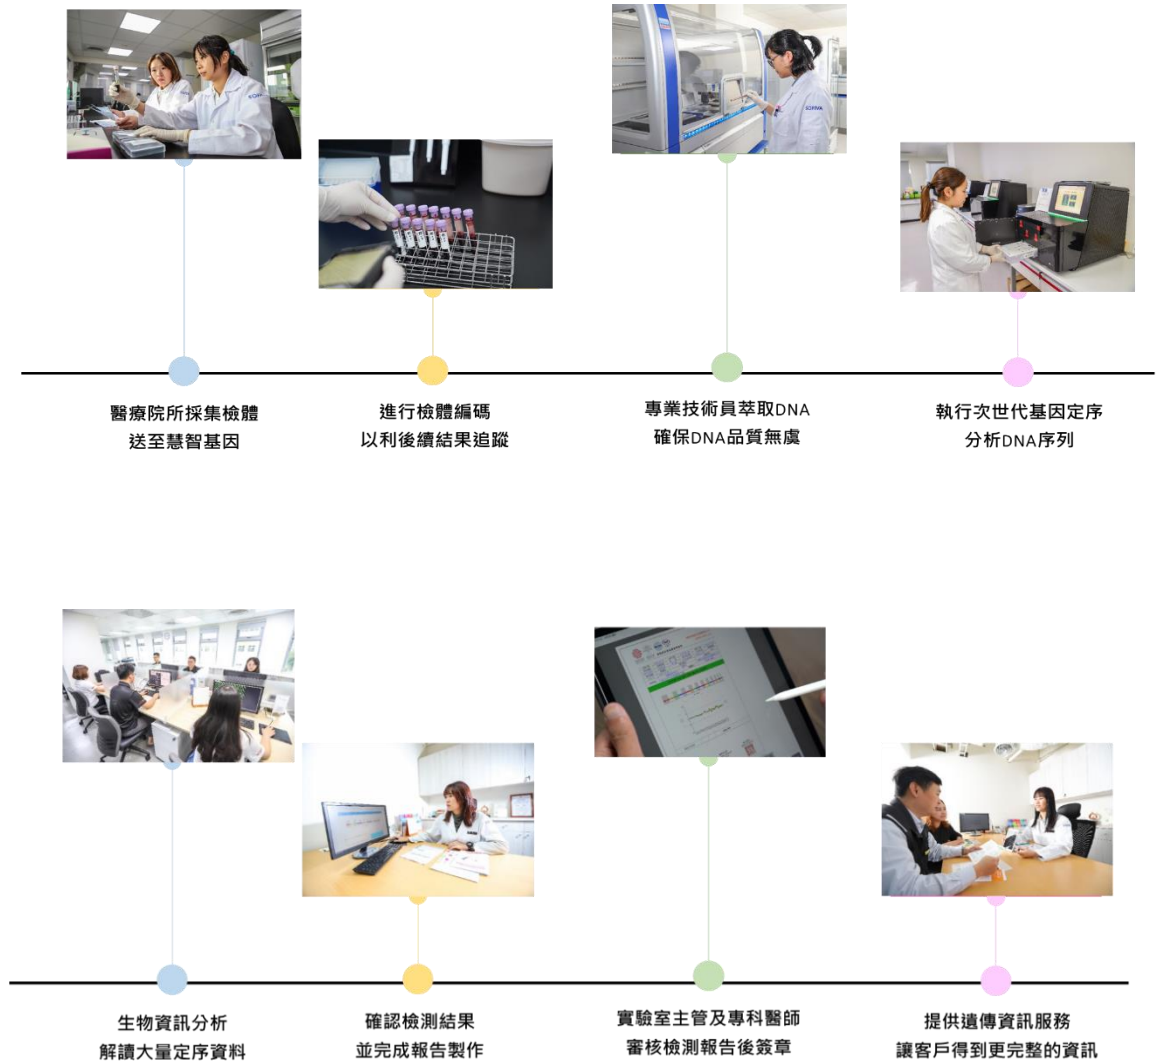 醫療院所採集檢體
送至慧智基因
進行檢體編碼
以利後續結果追蹤
專業技術員萃取DNA
確保DNA品質無虞
執行次世代基因定序
分析DNA序列
生物資訊分析
解讀大量定序資料
確認檢測結果
並完成報告製作
實驗室主管及專科醫師
審核檢測報告後簽章
提供遺傳資訊服務
讓客戶得到更完整的資訊